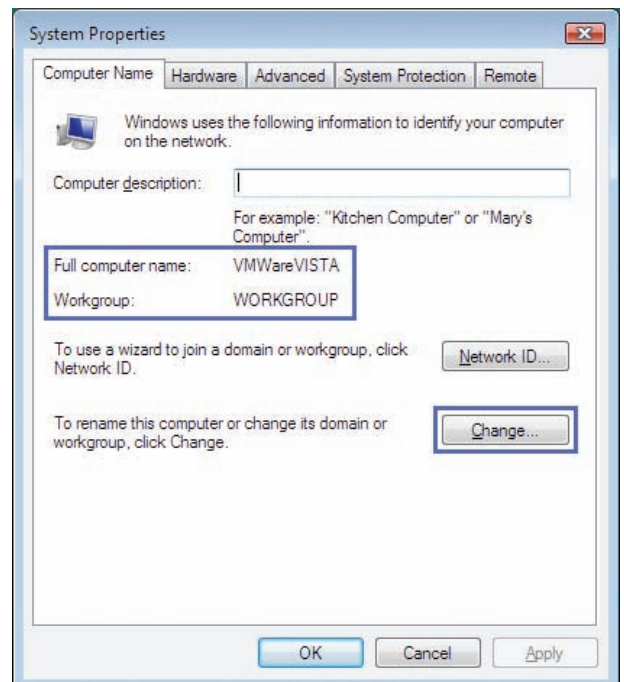 System Properties
Computer Name Hardware Advanced System Protection Remote
Windows uses the following information to identify your computer
on the network.
Computer description:
For example: "Kitchen Computer" or "Mary's
Computer".
Full computer name: VMWareVISTA
Workgroup: WORKGROUP
To use a wizard to join a domain or workgroup, click
Network ID.
Network ID...
To rename this computer or change its domain or
workgroup, click Change.
Change...
OK Cancel Apply